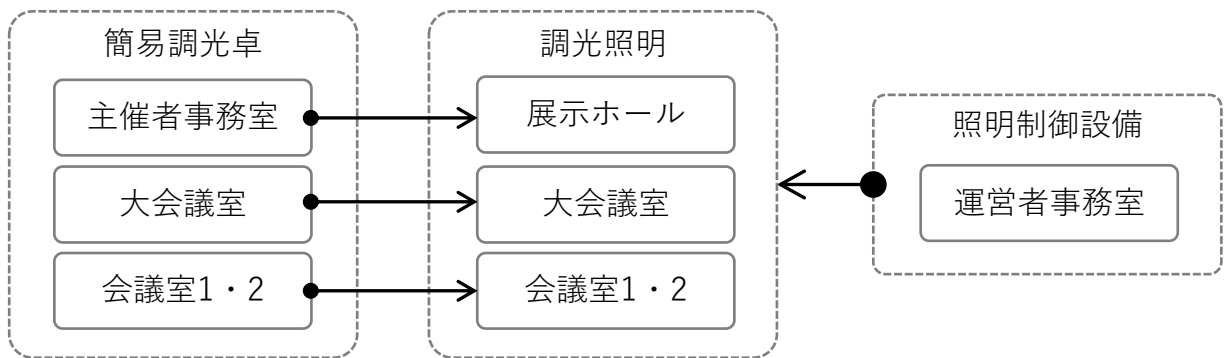 簡易調光卓
主催者事務室
大会議室
会議室1・2
調光照明
展示ホール
大会議室
会議室1・2
照明制御設備
運営者事務室